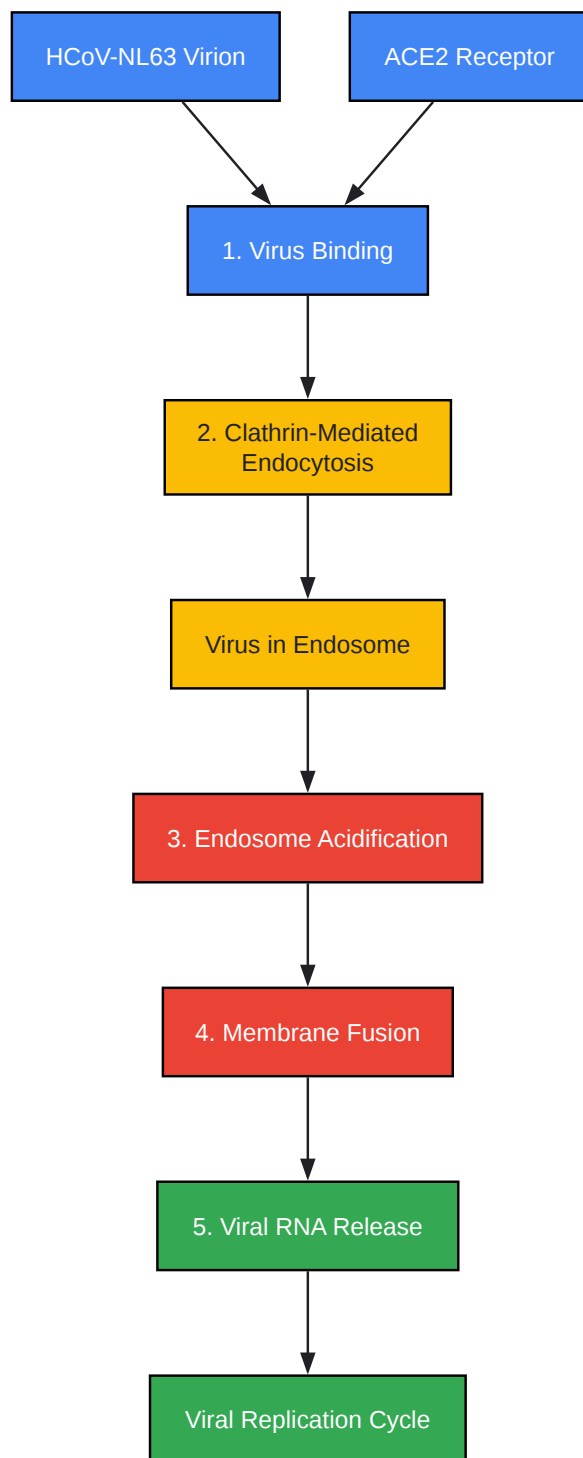 HCoV-NL63 Virion
ACE2 Receptor
1. Virus Binding
2. Clathrin-Mediated
Endocytosis
Virus in Endosome
3. Endosome Acidification
4. Membrane Fusion
5. Viral RNA Release
Viral Replication Cycle